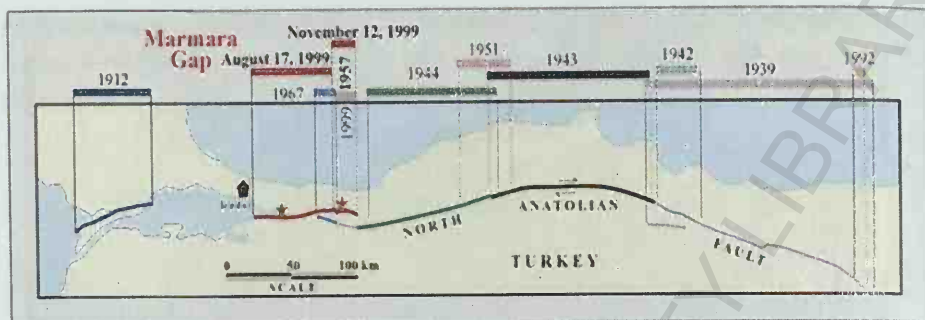 November 12, 1999
Marmara
Gap
August 17, 1999
1957
1951
1943
1942
1912
1944
1939
1992
1967
1999
NORTH
ANATOLIAN
FAULT
TURKEY
0 40 100 km
SCALE